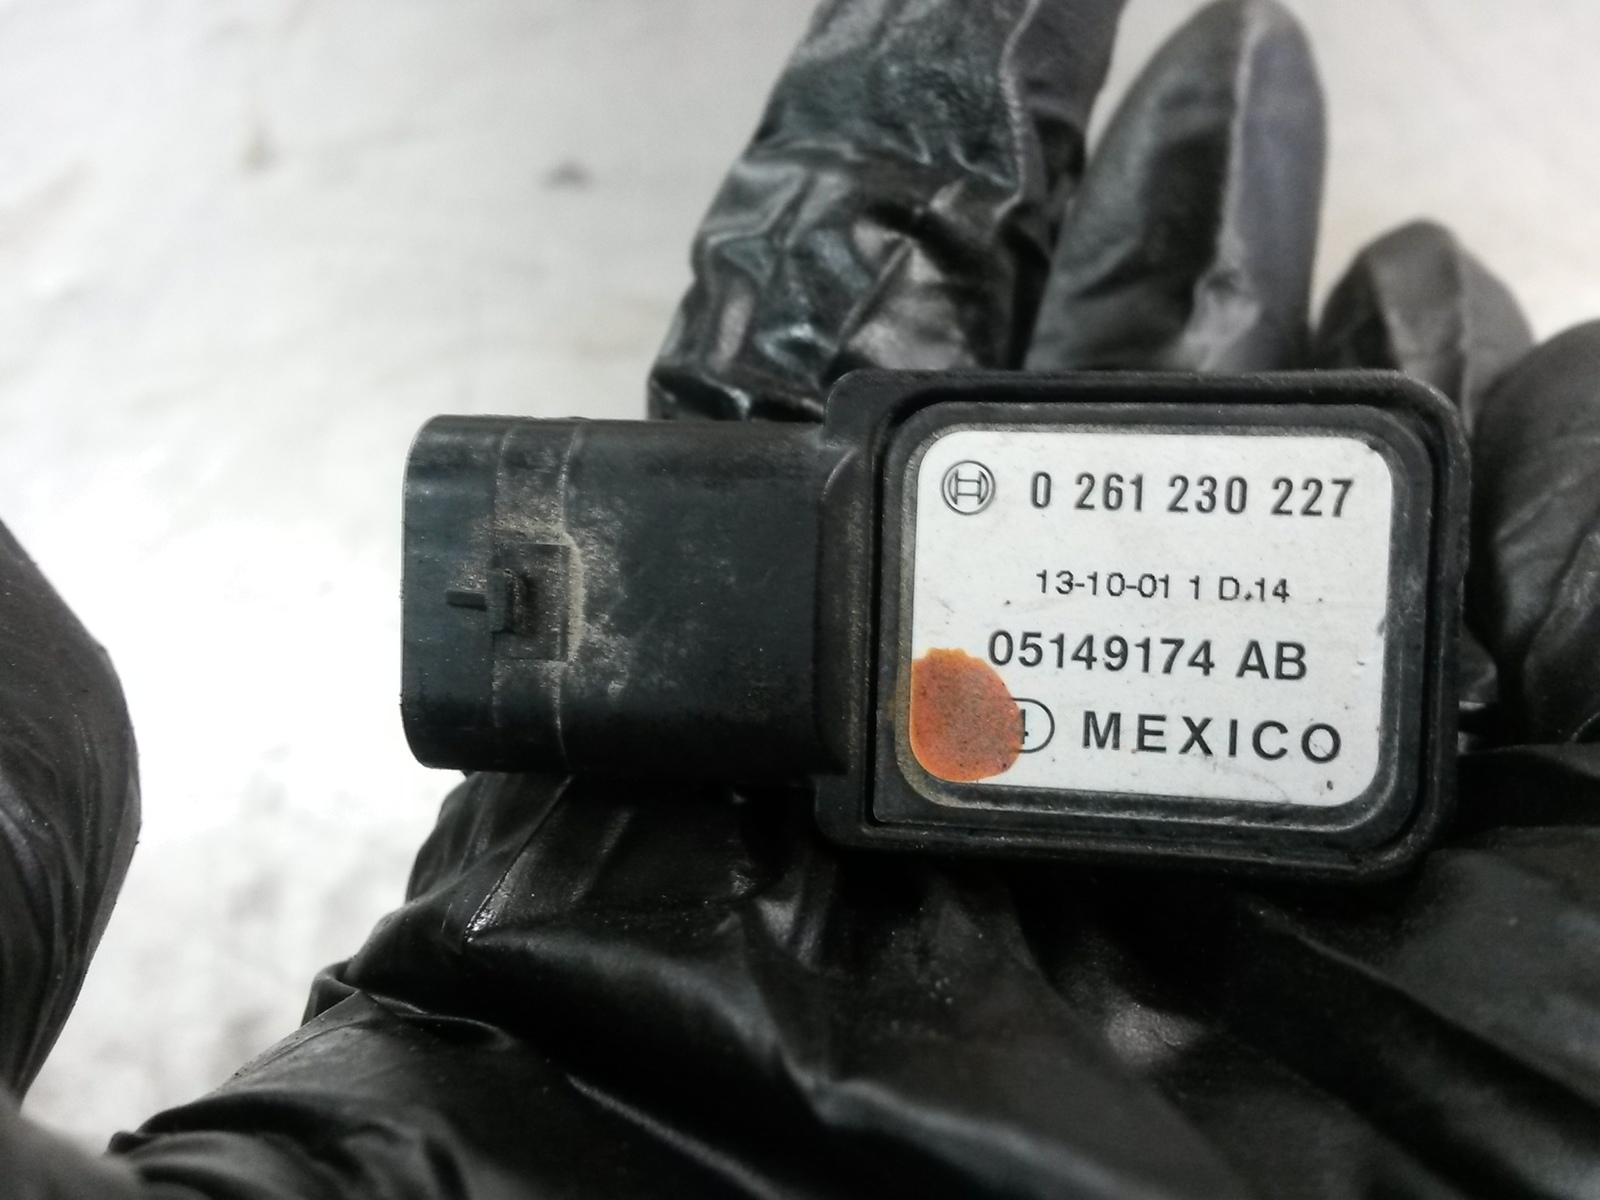 0 261 230 227
13-10-01 1 D.14
05149174 AB
MEXICO